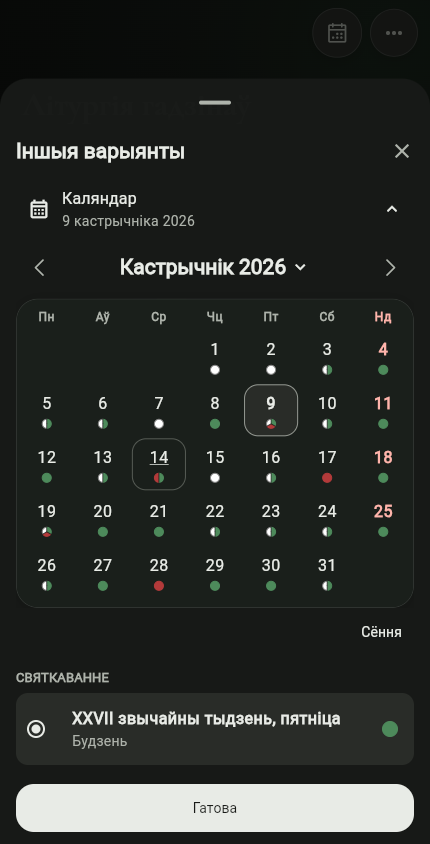 Іншыя варыянты
Каляндар
9 кастрычніка 2026
Кастрычнік 2026
Пн Аў Ср Чц Пт Сб Нд
1 2 3 4
5 6 7 8 9 10 11
12 13 14 15 16 17 18
19 20 21 22 23 24 25
26 27 28 29 30 31
Сёння
СВЯТКАВАННЕ
XXVII звычайны тыдзень, пятніца
Будзень
Гатова